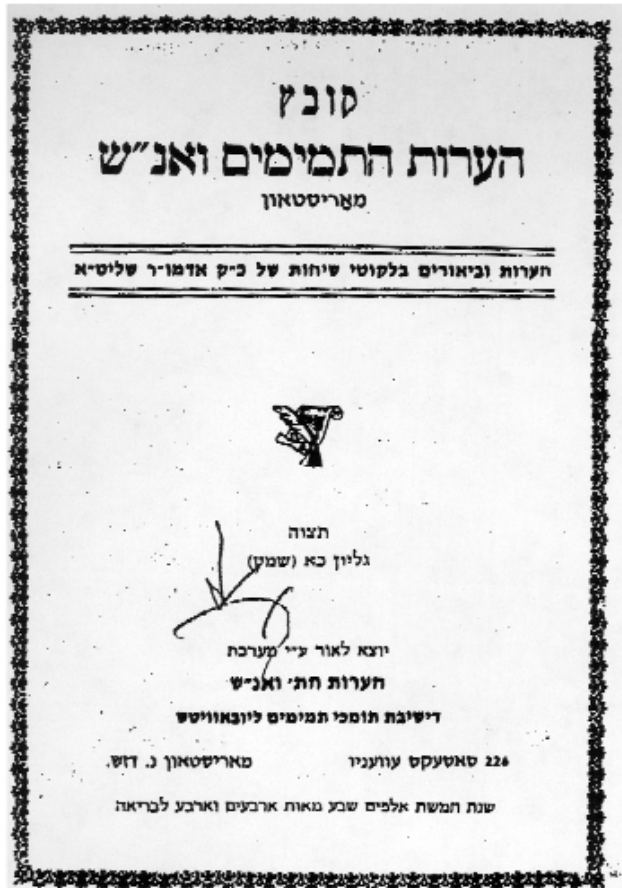 קובץ
הערות התמימים ואנ״ש
מאָריסטאון
הערות וביאורים בלקוטי שיחות של כ״ק אדמו״ר שליט״א
תצוה
גליון כא (שמט)
יוצא לאור ע״י מערכת
הערות הת׳ ואנ״ש
דישיבת תומכי תמימים ליובאוויטש
226 סאטעקס עוועניו מאריסטאון נ. דזש.
שנת חמשת אלפים שבע מאות ארבעים וארבע לבריאה